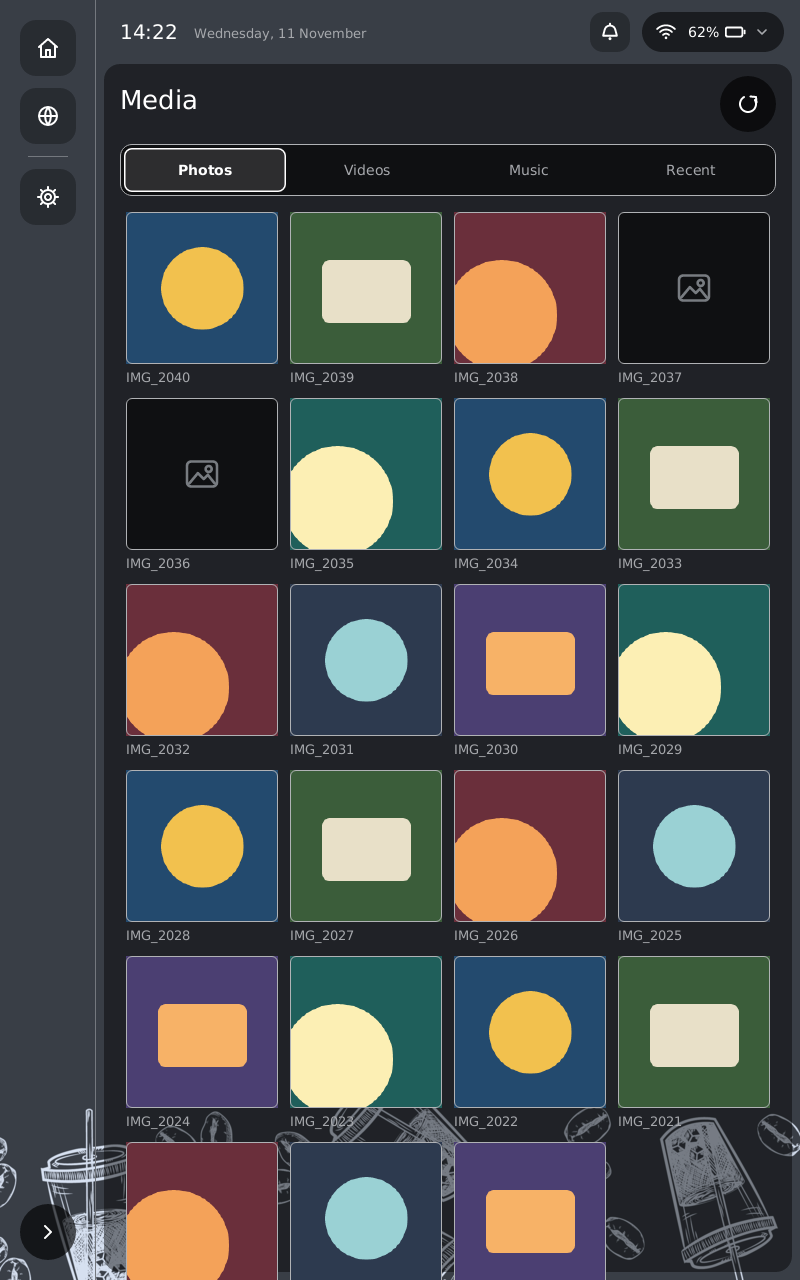 14:22 Wednesday, 11 November 62%
Media
Photos Videos Music Recent
IMG_2040 IMG_2039 IMG_2038 IMG_2037
IMG_2036 IMG_2035 IMG_2034 IMG_2033
IMG_2032 IMG_2031 IMG_2030 IMG_2029
IMG_2028 IMG_2027 IMG_2026 IMG_2025
IMG_2024 IMG_2023 IMG_2022 IMG_2021